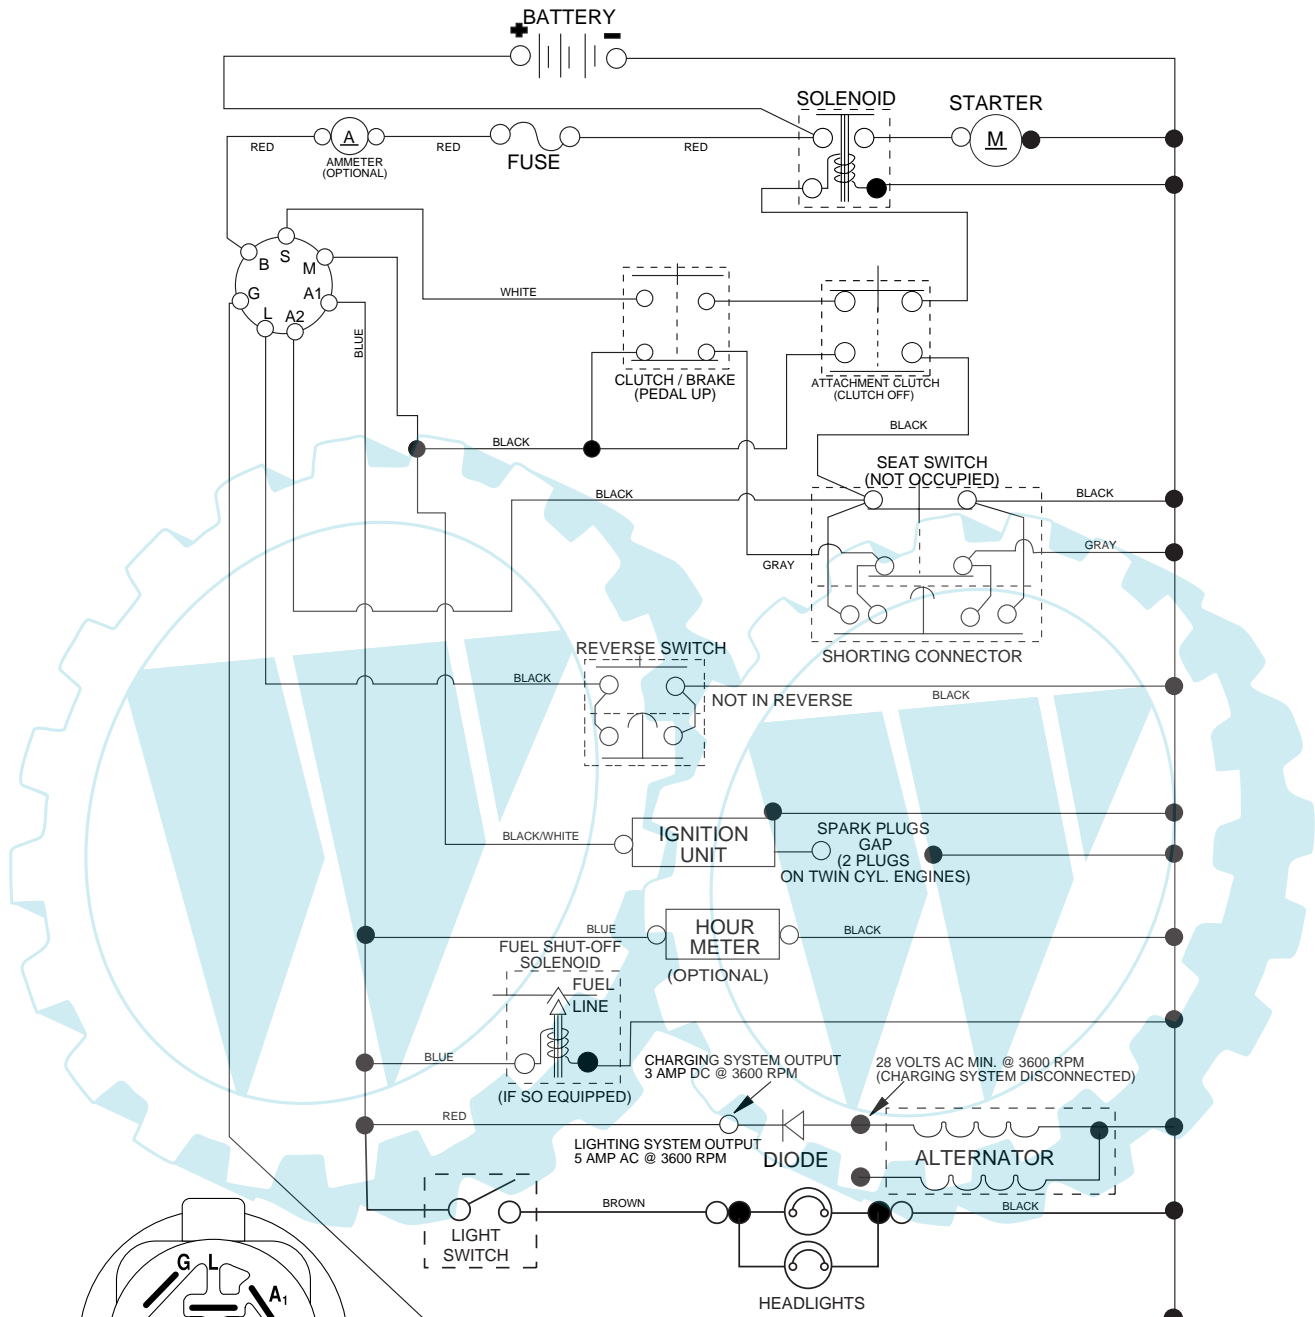 BATTERY
SOLENOID
STARTER
M
A
RED
AMMETER
(OPTIONAL)
RED
FUSE
RED
B
S
M
G
A1
L
A2
BLUE
WHITE
CLUTCH / BRAKE
(PEDAL UP)
ATTACHMENT CLUTCH
(CLUTCH OFF)
BLACK
BLACK
SEAT SWITCH
(NOT OCCUPIED)
BLACK
BLACK
GRAY
GRAY
SHORTING CONNECTOR
REVERSE SWITCH
BLACK
NOT IN REVERSE
BLACK
BLACK/WHITE
IGNITION
UNIT
SPARK PLUGS
GAP
(2 PLUGS
ON TWIN CYL. ENGINES)
BLUE
HOUR
METER
BLACK
(OPTIONAL)
FUEL SHUT-OFF
SOLENOID
FUEL
LINE
BLUE
(IF SO EQUIPPED)
CHARGING SYSTEM OUTPUT
3 AMP DC @ 3600 RPM
28 VOLTS AC MIN. @ 3600 RPM
(CHARGING SYSTEM DISCONNECTED)
RED
LIGHTING SYSTEM OUTPUT
5 AMP AC @ 3600 RPM
DIODE
ALTERNATOR
LIGHT
SWITCH
BROWN
BLACK
HEADLIGHTS
G
L
A1